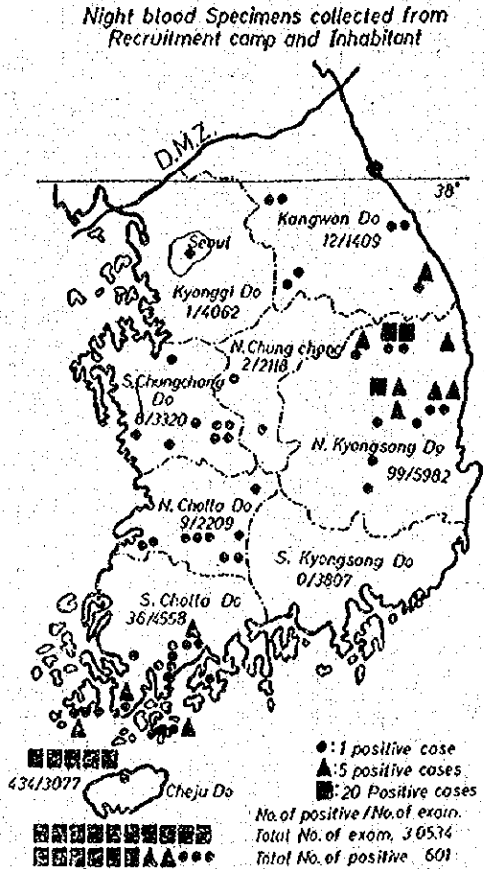 Night blood Specimens collected from
Recruitment camp and Inhabitant
D.M.Z.
38°
Kangwon Do
12/1409
Seoul
Kyonggi Do
1/4062
N. Chung chong
2/2118
S. Chungchong
Do
8/3320
N. Kyongsong Do
99/5982
N. Cholla Do
9/2209
S. Kyongsong Do
0/3807
S. Cholla Do
36/4558
434/3077
Cheju Do
: 1 positive case
: 5 positive cases
: 20 Positive cases
No. of positive / No. of exam.
Total No. of exam. 30534
Total No. of positive 601